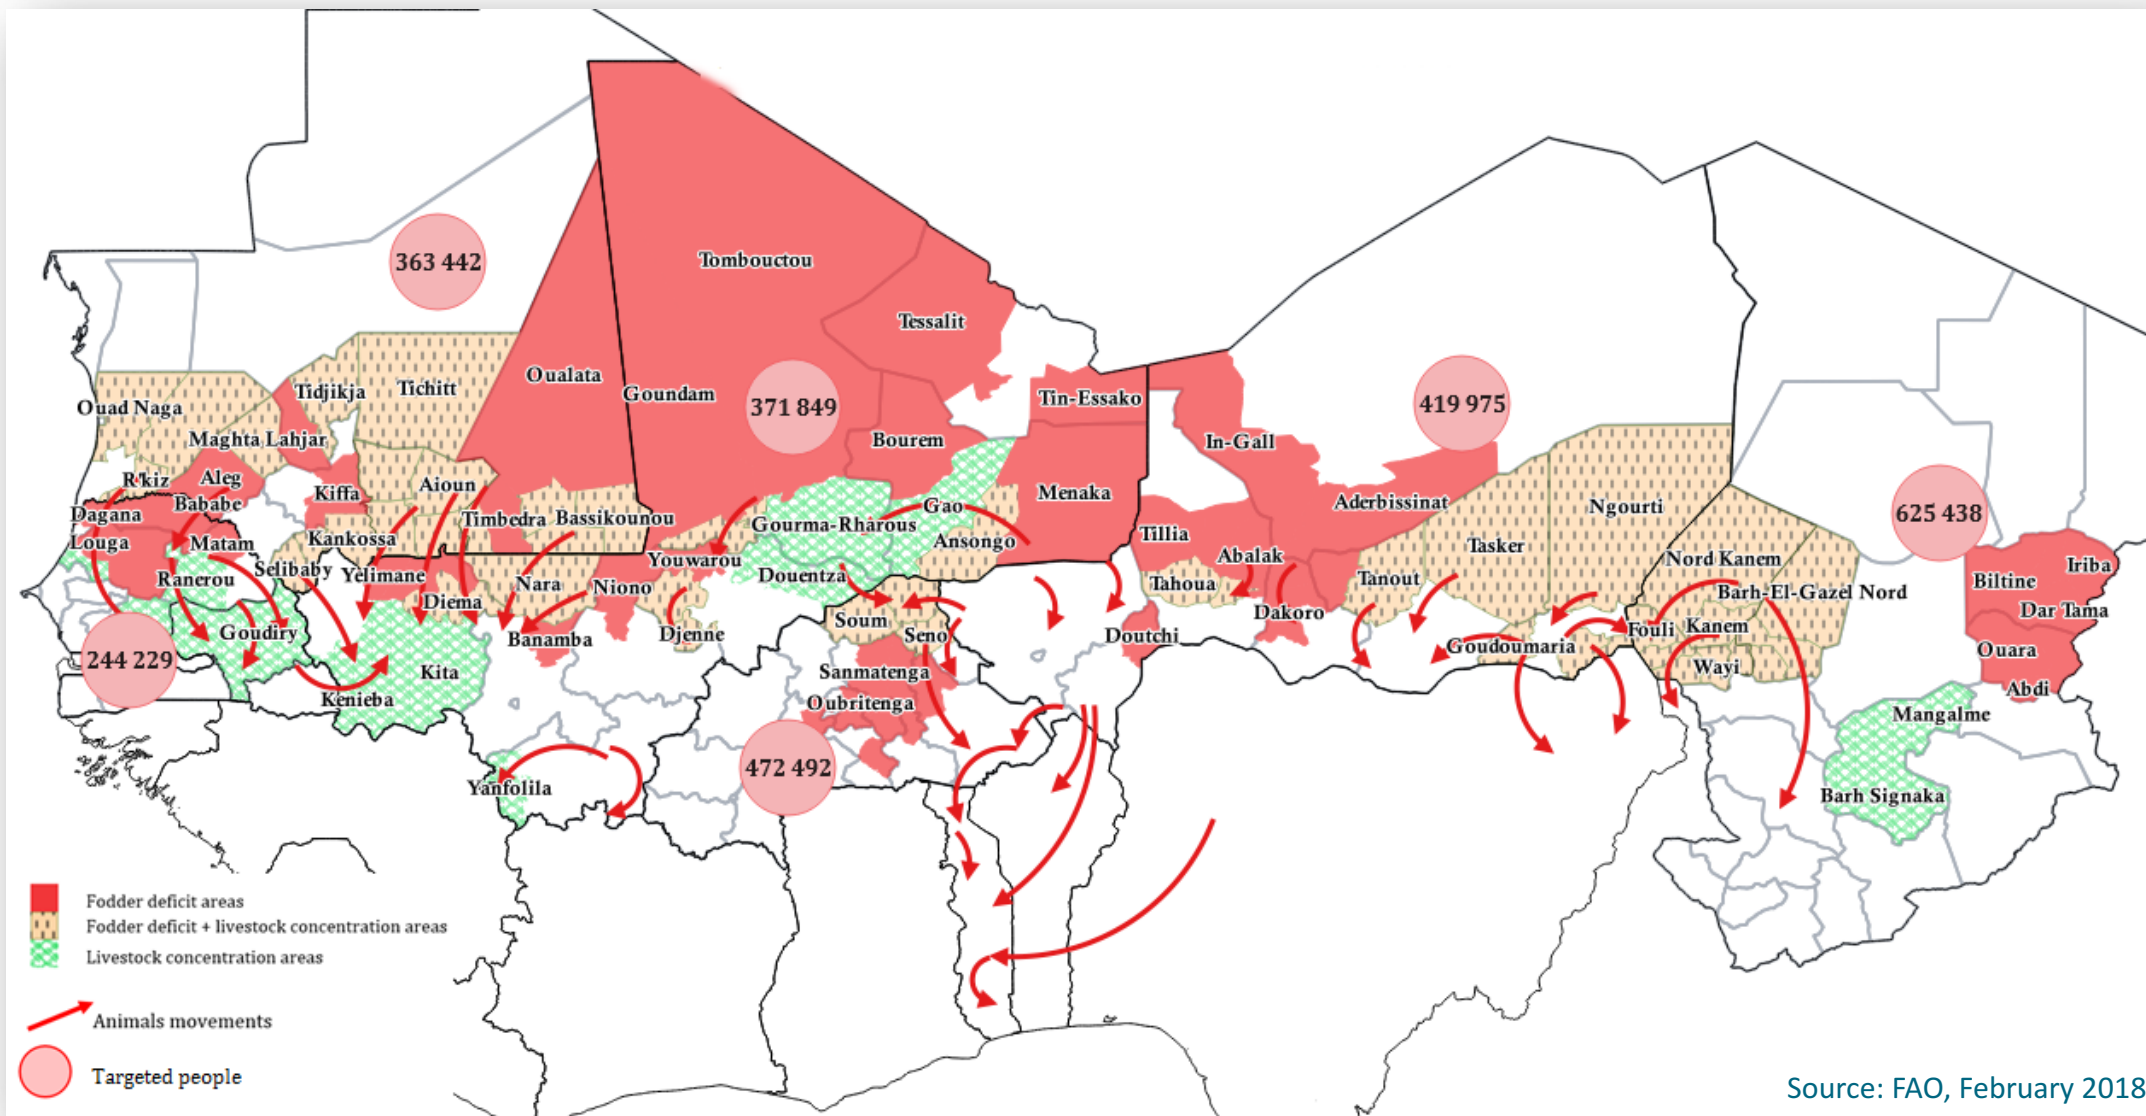 363 442
Tombouctou
Tessalit
Oualata
Goundam
371 849
419 975
Tin-Essako
Tidjikja
Tichitt
Ouad Naga
Maghta Lahjar
Bourem
In-Gall
R'kiz
Aleg
Kiffa
Aioun
Menaka
Aderbissinat
Ngourti
625 438
Dagana
Bababe
Timbedra
Bassikounou
Gao
Gourma-Rharous
Louga
Matam
Kankossa
Ansongo
Tillia
Tasker
Ranerou
Selibaby
Yelimane
Nara
Niono
Youwarou
Douentza
Abalak
Tahoua
Tanout
Nord Kanem
Iriba
Biltine
Barh-El-Gazel Nord
Dar Tama
Diema
Goudiry
Banamba
Djenne
Soum
Seno
Doutchi
Dakoro
Goudoumaria
Fouli
Kanem
Ouara
244 229
Kita
Kenieba
Sanmatenga
Oubritenga
Wayi
Abdi
Mangalme
472 492
Yanfolila
Barh Signaka
Fodder deficit areas
Fodder deficit + livestock concentration areas
Livestock concentration areas
Animals movements
Targeted people
Source: FAO, February 2018